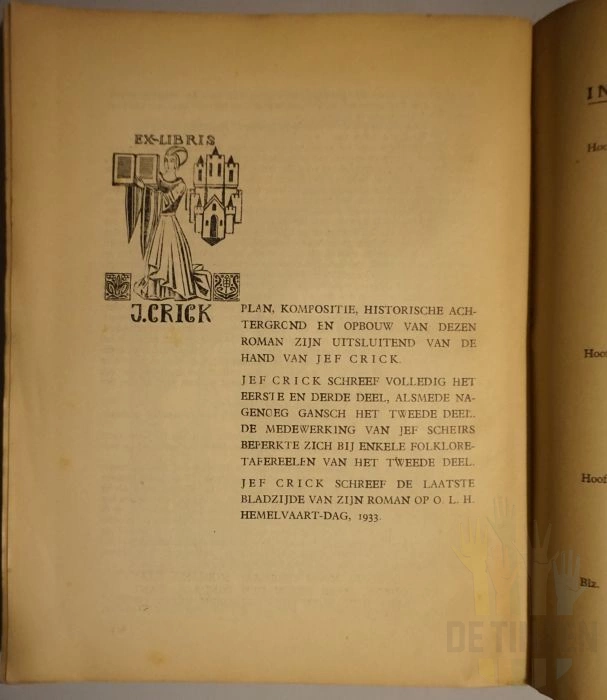 EX-LIBRIS
J. CRICK
PLAN, KOMPOSITIE, HISTORISCHE ACH-
TERGROND EN OPBOUW VAN DEZEN
ROMAN ZIJN UITSLUITEND VAN DE
HAND VAN JEF CRICK.
JEF CRICK SCHREEF VOLLEDIG HET
EERSTE EN DERDE DEEL, ALSMEDE NA-
GENOEG GANSCH HET TWEEDE DEEL.
DE MEDEWERKING VAN JEF SCHEIRS
BEPERKTE ZICH BIJ ENKELE FOLKLORE-
TAFEREELEN VAN HET TWEEDE DEEL.
JEF CRICK SCHREEF DE LAATSTE
BLADZIJDE VAN ZIJN ROMAN OP O. L. H.
HEMELVAART-DAG, 1933.
IN
Hoo
Hoo
Hoof
Blz.